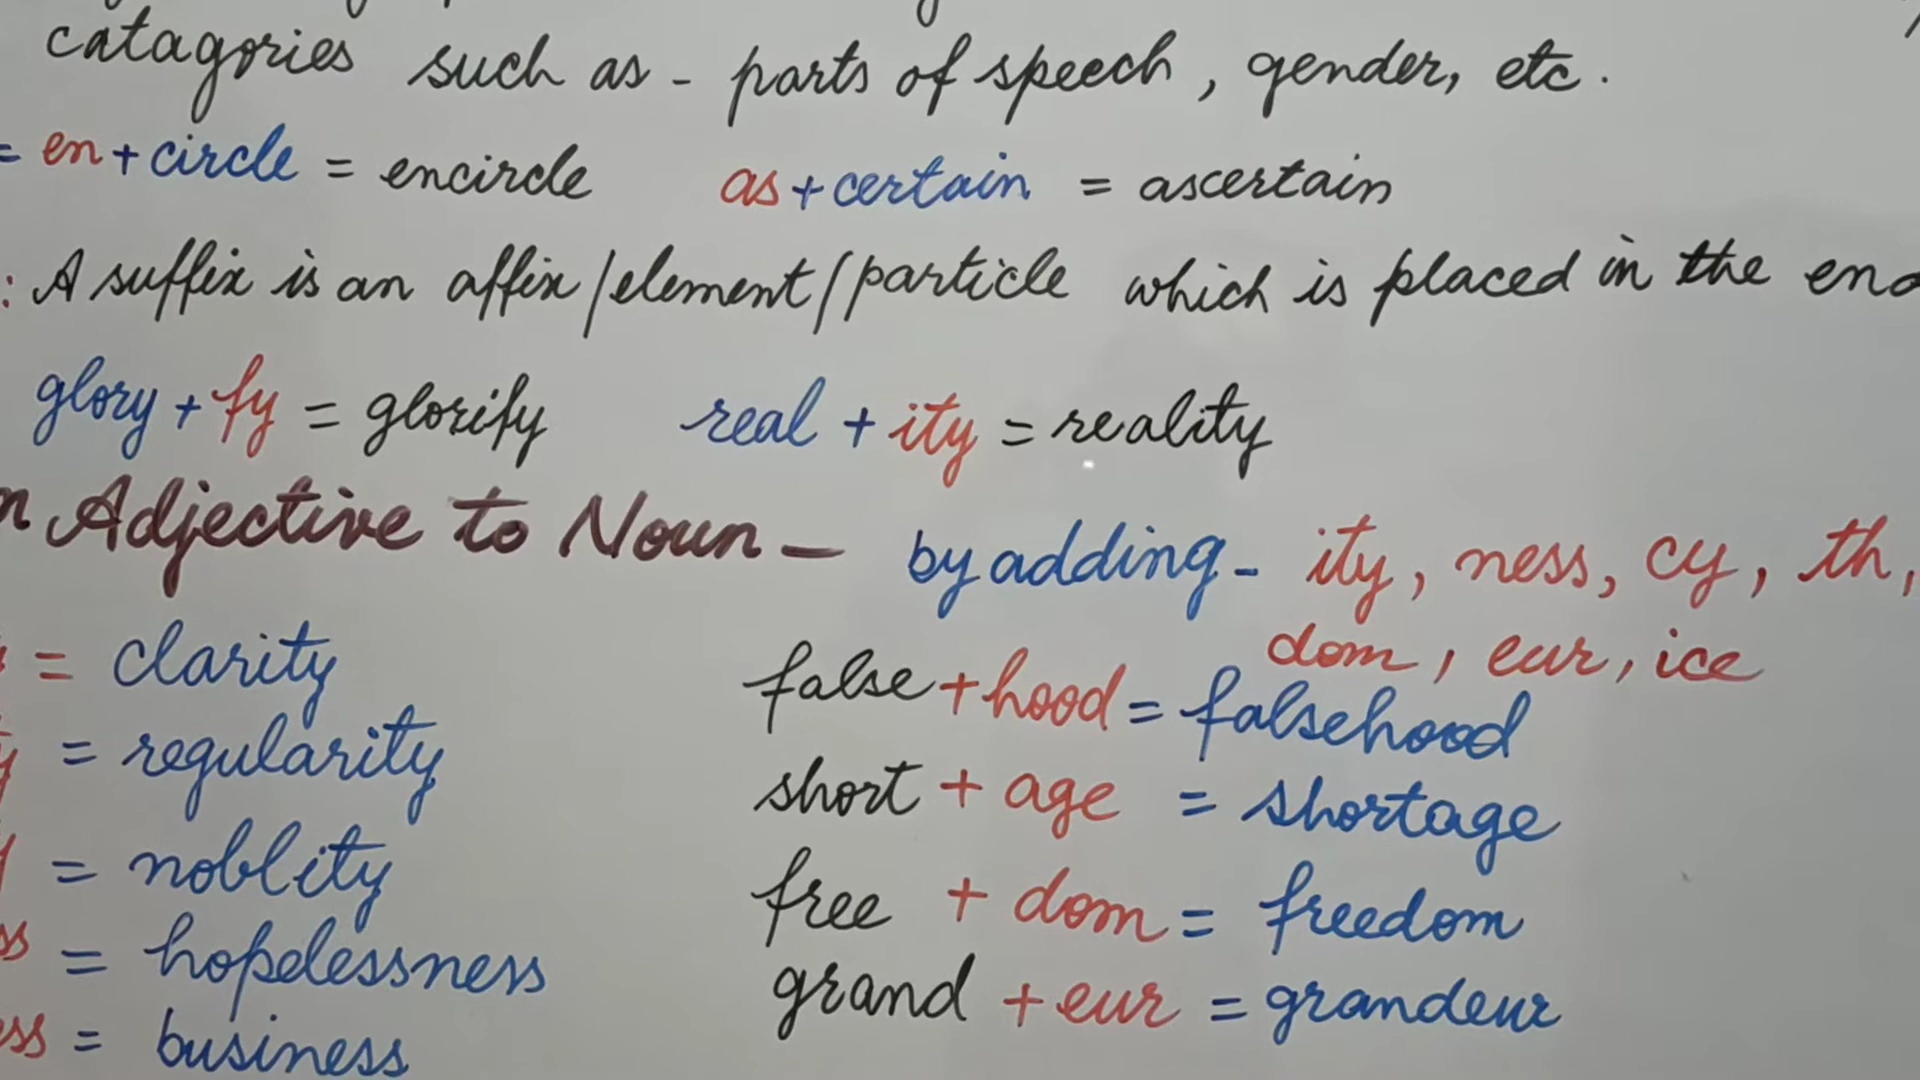 catagories such as - parts of speech, gender, etc.
= en + circle = encircle as + certain = ascertain
: A suffix is an affix/element/particle which is placed in the end
glory + fy = glorify real + ity = reality
Adjective to Noun - by adding - ity, ness, cy, th,
dom, eur, ice
= clarity false + hood = falsehood
= regularity short + age = shortage
= noblity free + dom = freedom
ss = hopelessness grand + eur = grandeur
ess = business